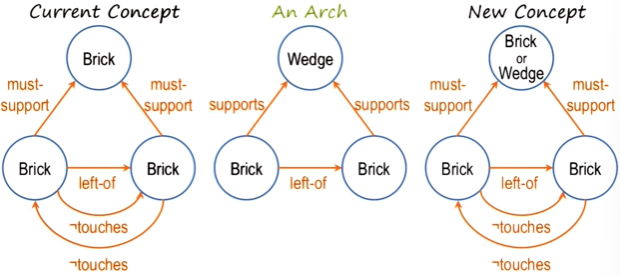 Current Concept
Brick
must-
support
must-
support
Brick
Brick
left-of
¬touches
¬touches
An Arch
Wedge
supports
supports
Brick
Brick
left-of
New Concept
Brick
or
Wedge
must-
support
must-
support
Brick
Brick
left-of
¬touches
¬touches